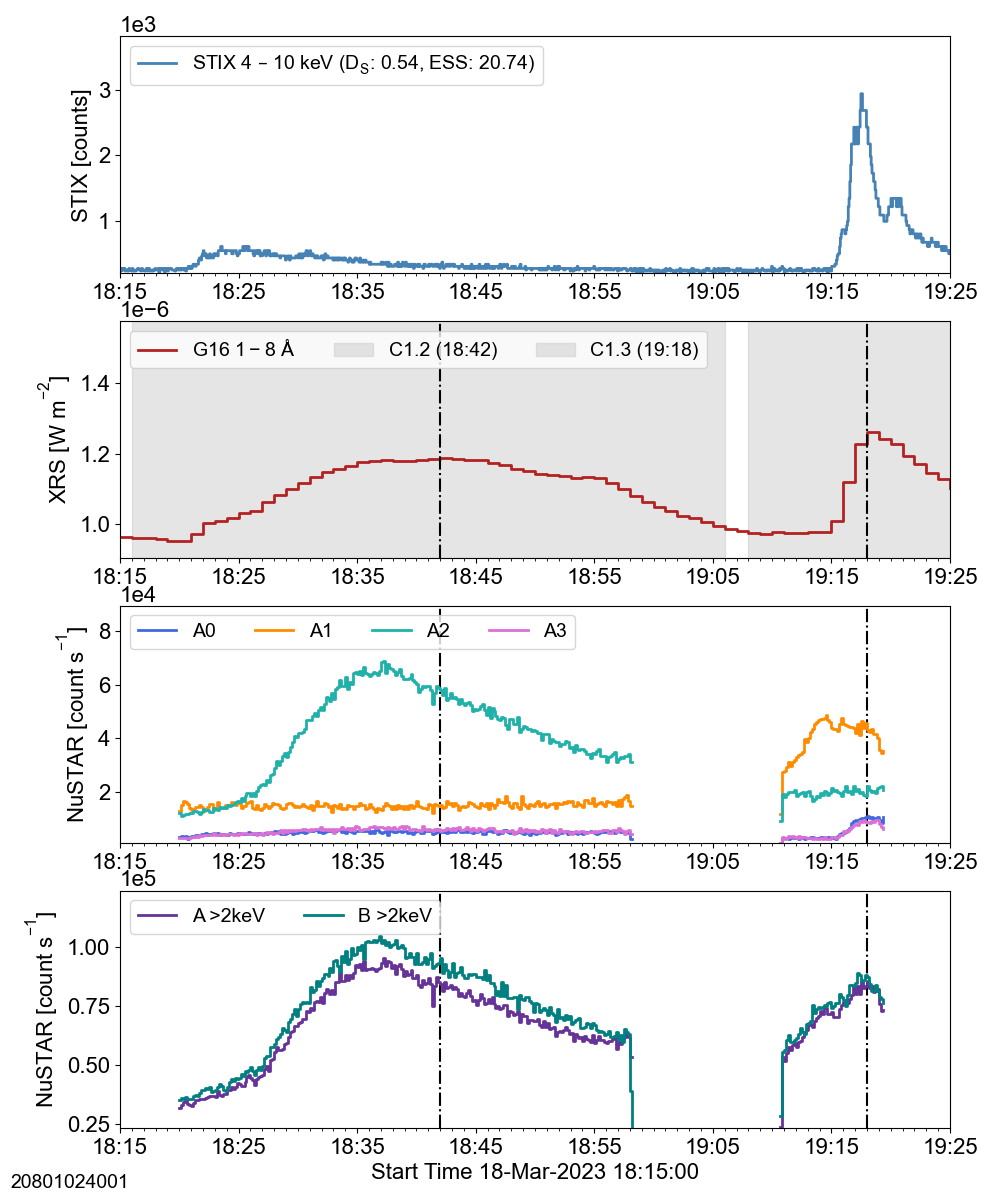 1e3
STIX 4 – 10 keV (DS: 0.54, ESS: 20.74)
STIX [counts]
3
2
1
18:15 18:25 18:35 18:45 18:55 19:05 19:15 19:25
1e−6
G16 1 – 8 Å C1.2 (18:42) C1.3 (19:18)
XRS [W m−2]
1.4
1.2
1.0
18:15 18:25 18:35 18:45 18:55 19:05 19:15 19:25
1e4
A0 A1 A2 A3
NuSTAR [count s−1]
8
6
4
2
18:15 18:25 18:35 18:45 18:55 19:05 19:15 19:25
1e5
A >2keV B >2keV
NuSTAR [count s−1]
1.00
0.75
0.50
0.25
18:15 18:25 18:35 18:45 18:55 19:05 19:15 19:25
Start Time 18-Mar-2023 18:15:00
20801024001